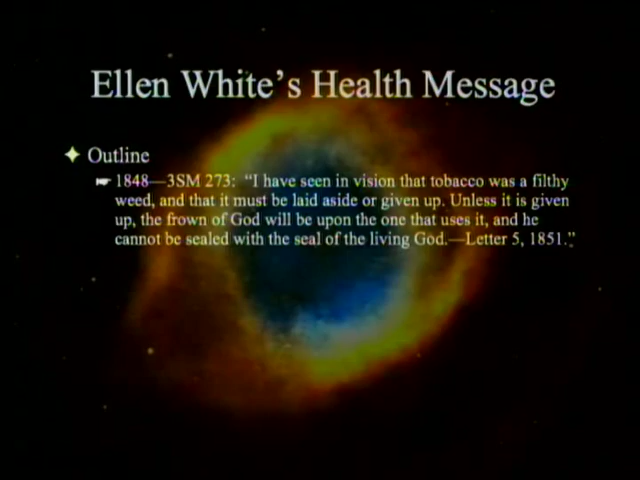 Ellen White's Health Message
Outline
1848—3SM 273: “I have seen in vision that tobacco was a filthy
weed, and that it must be laid aside or given up. Unless it is given
up, the frown of God will be upon the one that uses it, and he
cannot be sealed with the seal of the living God.—Letter 5, 1851.”